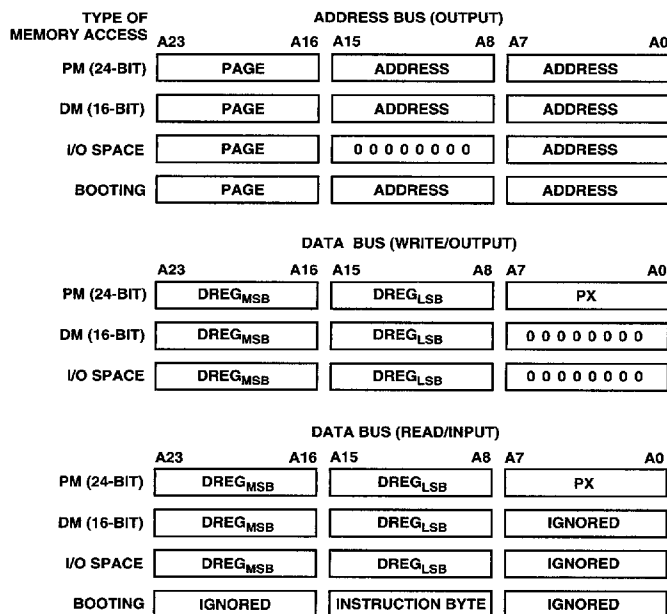 TYPE OF
MEMORY ACCESS
ADDRESS BUS (OUTPUT)
A23 A16 A15 A8 A7 A0
PM (24-BIT) PAGE ADDRESS ADDRESS
DM (16-BIT) PAGE ADDRESS ADDRESS
I/O SPACE PAGE 0 0 0 0 0 0 0 0 ADDRESS
BOOTING PAGE ADDRESS ADDRESS
DATA BUS (WRITE/OUTPUT)
A23 A16 A15 A8 A7 A0
PM (24-BIT) DREGMSB DREGLSB PX
DM (16-BIT) DREGMSB DREGLSB 0 0 0 0 0 0 0 0
I/O SPACE DREGMSB DREGLSB 0 0 0 0 0 0 0 0
DATA BUS (READ/INPUT)
A23 A16 A15 A8 A7 A0
PM (24-BIT) DREGMSB DREGLSB PX
DM (16-BIT) DREGMSB DREGLSB IGNORED
I/O SPACE DREGMSB DREGLSB IGNORED
BOOTING IGNORED INSTRUCTION BYTE IGNORED